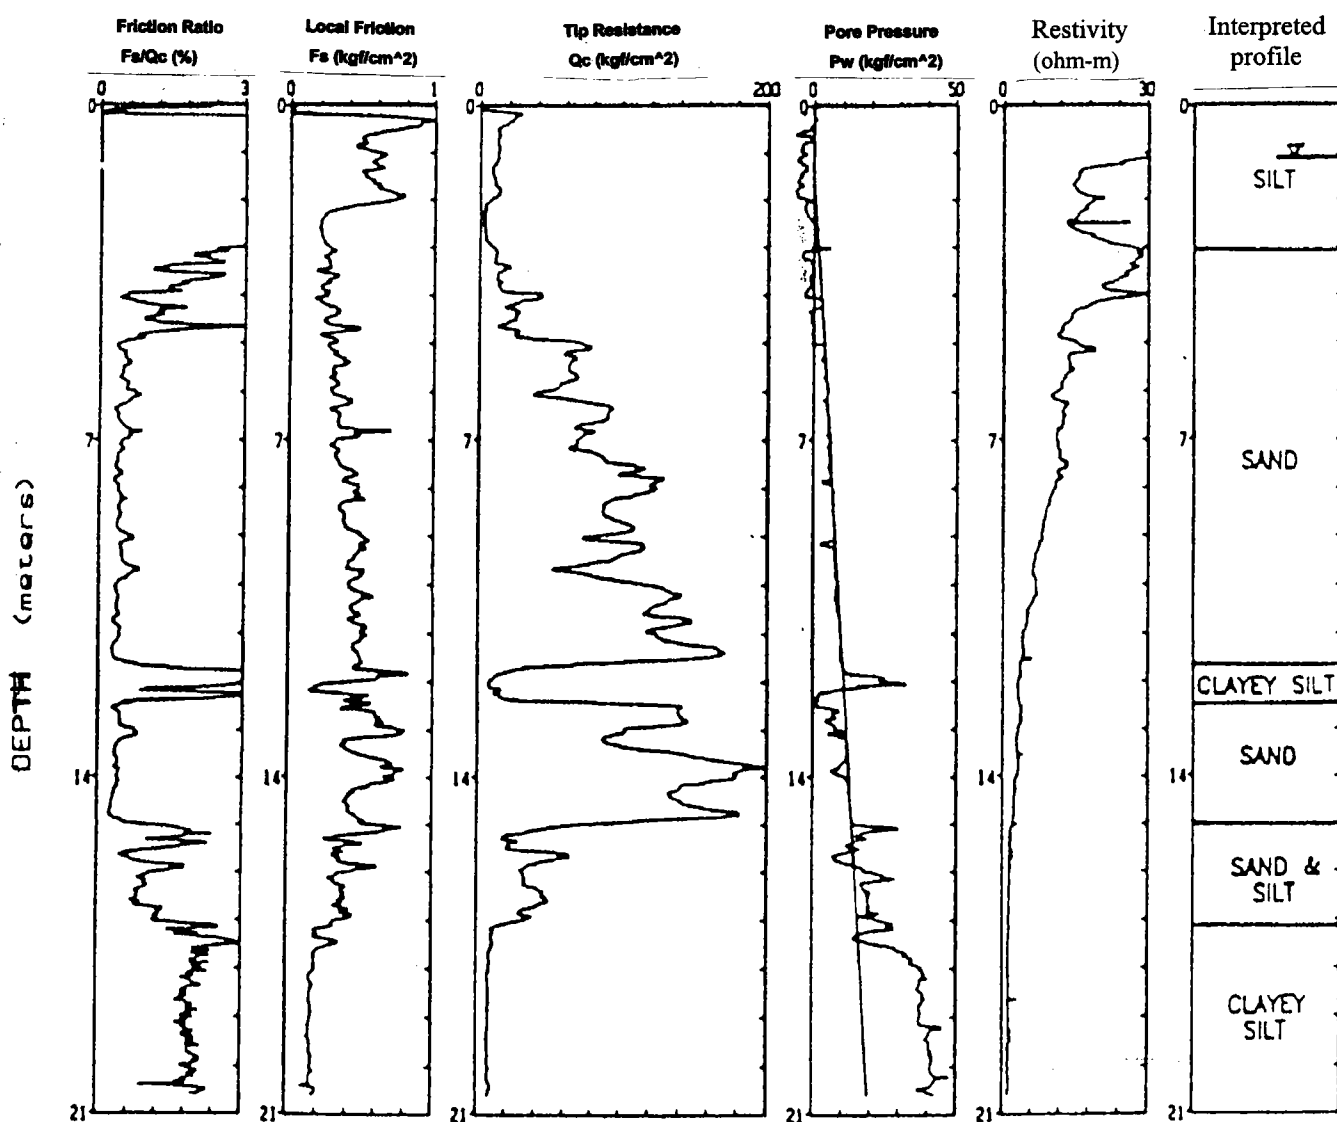 Friction Ratio
Fs/Qc (%)
Local Friction
Fs (kgf/cm^2)
Tip Resistance
Qc (kgf/cm^2)
Pore Pressure
Pw (kgf/cm^2)
Restivity
(ohm-m)
Interpreted
profile
0 3
0 1
0 200
0 50
0 30
0
0
0
0
0
0
SILT
7
7
7
7
7
7
SAND
DEPTH (meters)
CLAYEY SILT
14
14
14
14
14
14
SAND
SAND &
SILT
CLAYEY
SILT
21
21
21
21
21
21